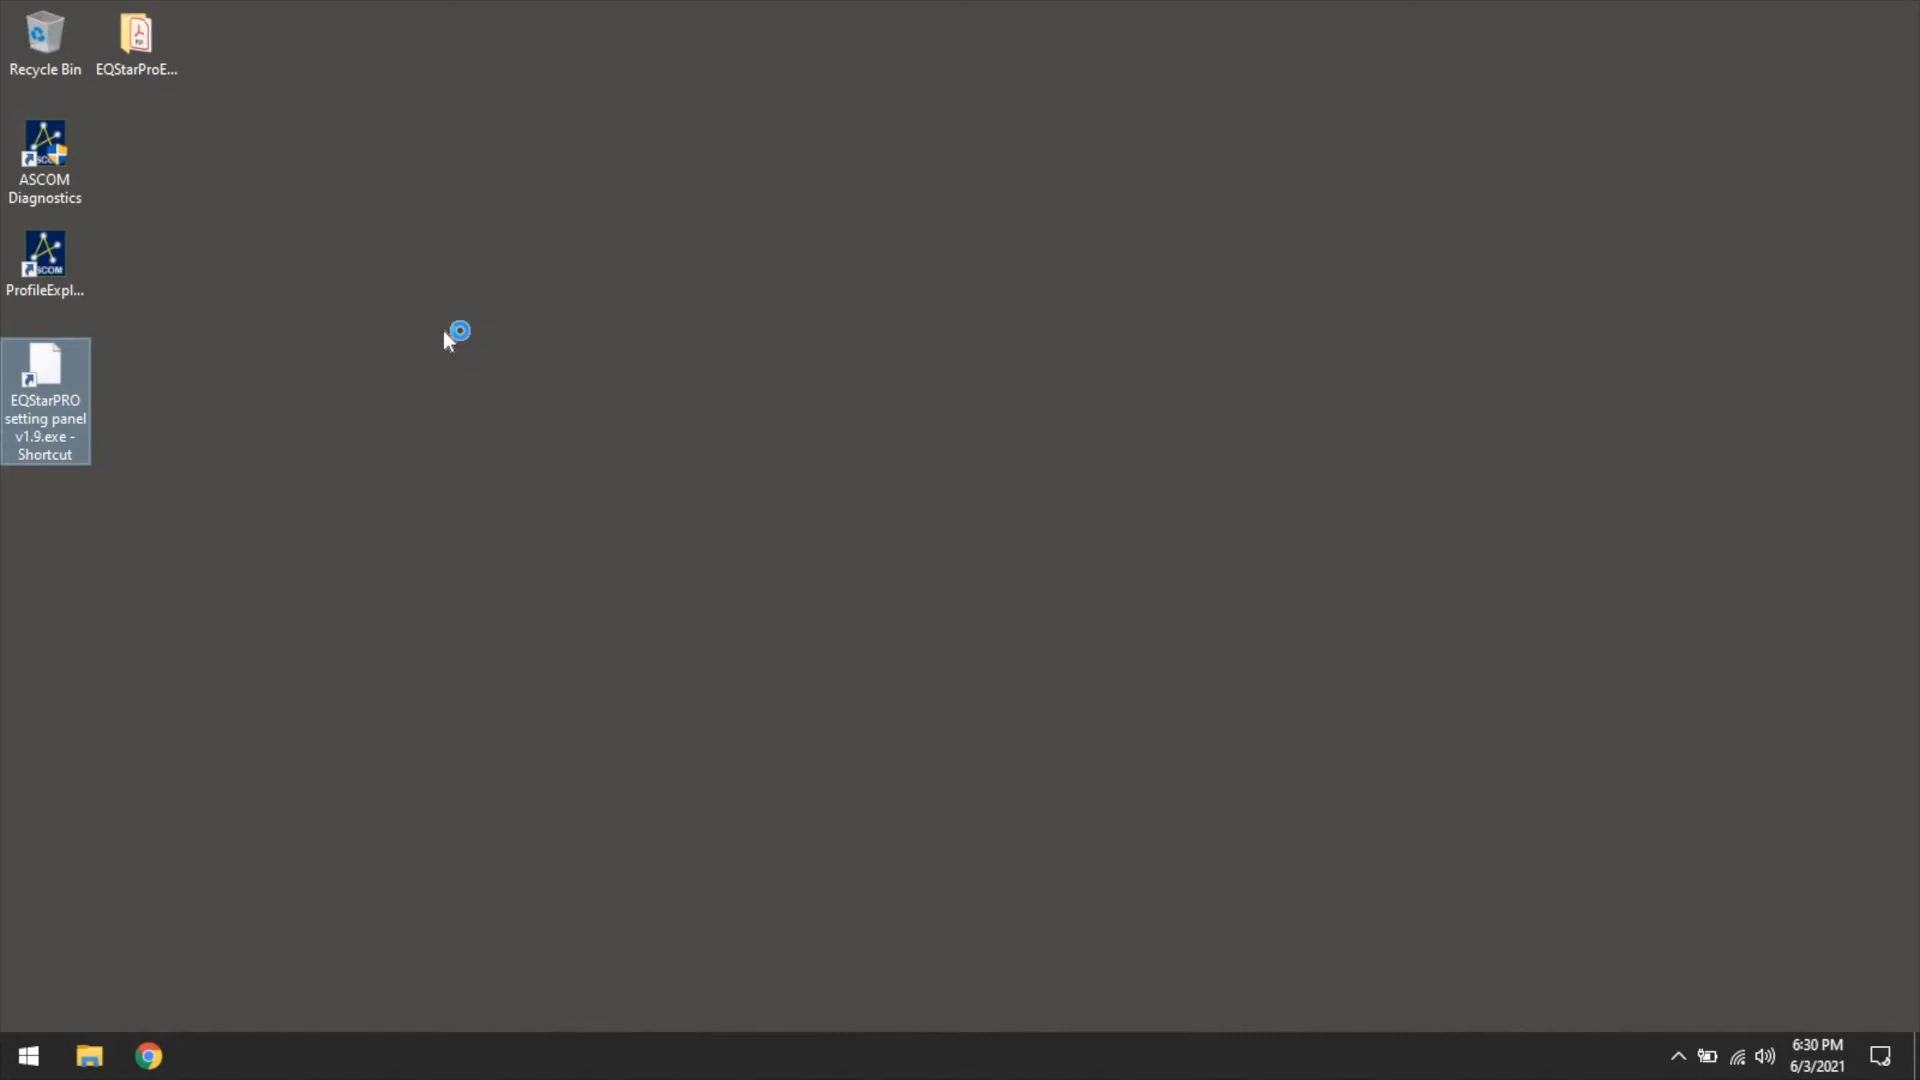 Recycle Bin
EQStarProE...
ASCOM
Diagnostics
ASCOM
ProfileExpl...
EQStarPRO
setting panel
v1.9.exe -
Shortcut
6:30 PM
6/3/2021